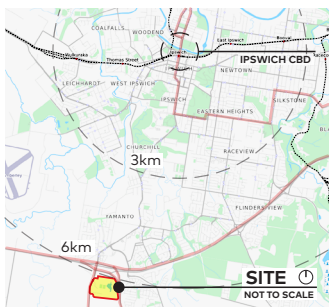 COALFALLS
WOODEND
East Ipswich
Wulkuraka
Thomas Street
IPSWICH CBD
LEICHHARDT
WEST IPSWICH
NEWTOWN
IPSWICH
SILKSTONE
EASTERN HEIGHTS
CHURCHILL
RACEVIEW
3km
YAMANTO
FLINDERS VIEW
6km
SITE
NOT TO SCALE